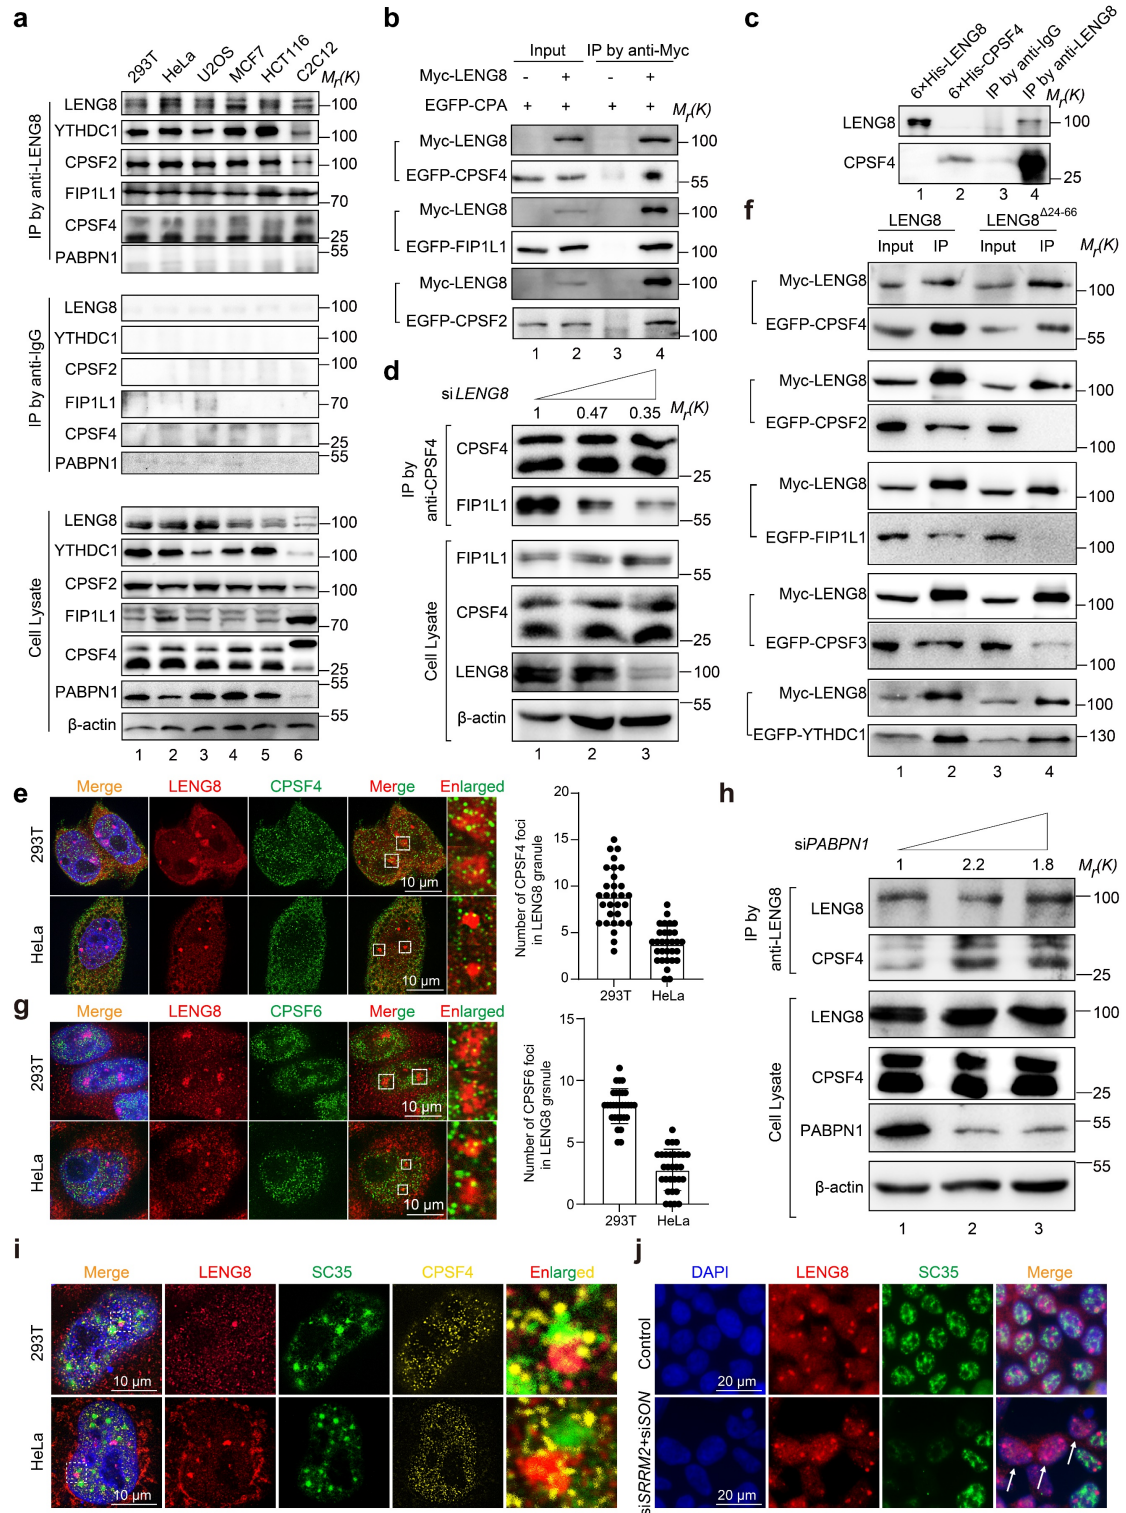 a
293T
HeLa
U2OS
MCF7
HCT116
C2C12
Mr(K)
IP by anti-LENG8
LENG8
100
YTHDC1
100
CPSF2
100
FIP1L1
70
CPSF4
25
PABPN1
55
IP by anti-IgG
LENG8
100
YTHDC1
100
CPSF2
100
FIP1L1
70
CPSF4
25
PABPN1
55
Cell Lysate
LENG8
100
YTHDC1
100
CPSF2
100
FIP1L1
70
CPSF4
25
PABPN1
55
β-actin
55
1 2 3 4 5 6
b
Input IP by anti-Myc
Myc-LENG8 - + - +
EGFP-CPA + + + +
Mr(K)
Myc-LENG8
100
EGFP-CPSF4
55
Myc-LENG8
100
EGFP-FIP1L1
100
Myc-LENG8
100
EGFP-CPSF2
100
1 2 3 4
c
6×His-LENG8
6×His-CPSF4
IP by anti-IgG
IP by anti-LENG8
Mr(K)
LENG8
100
CPSF4
25
1 2 3 4
d
siLENG8
1 0.47 0.35 Mr(K)
IP by
anti-CPSF4
CPSF4
25
FIP1L1
55
Cell Lysate
FIP1L1
55
CPSF4
25
LENG8
100
β-actin
55
1 2 3
f
LENG8 LENG8Δ24-66
Input IP Input IP Mr(K)
Myc-LENG8
100
EGFP-CPSF4
55
Myc-LENG8
100
EGFP-CPSF2
100
Myc-LENG8
100
EGFP-FIP1L1
100
Myc-LENG8
100
EGFP-CPSF3
100
Myc-LENG8
100
EGFP-YTHDC1
130
1 2 3 4
e
Merge LENG8 CPSF4 Merge Enlarged
293T
10 μm
HeLa
10 μm
Number of CPSF4 foci
in LENG8 granule
20
15
10
5
0
293T HeLa
g
Merge LENG8 CPSF6 Merge Enlarged
293T
10 μm
HeLa
10 μm
Number of CPSF6 foci
in LENG8 grsnule
15
10
5
0
293T HeLa
h
siPABPN1
1 2.2 1.8 Mr(K)
IP by
anti-LENG8
LENG8
100
CPSF4
25
Cell Lysate
LENG8
100
CPSF4
25
PABPN1
55
β-actin
55
1 2 3
i
Merge LENG8 SC35 CPSF4 Enlarged
293T
10 μm
HeLa
10 μm
j
DAPI LENG8 SC35 Merge
Control
20 μm
siSRRM2+siSON
20 μm